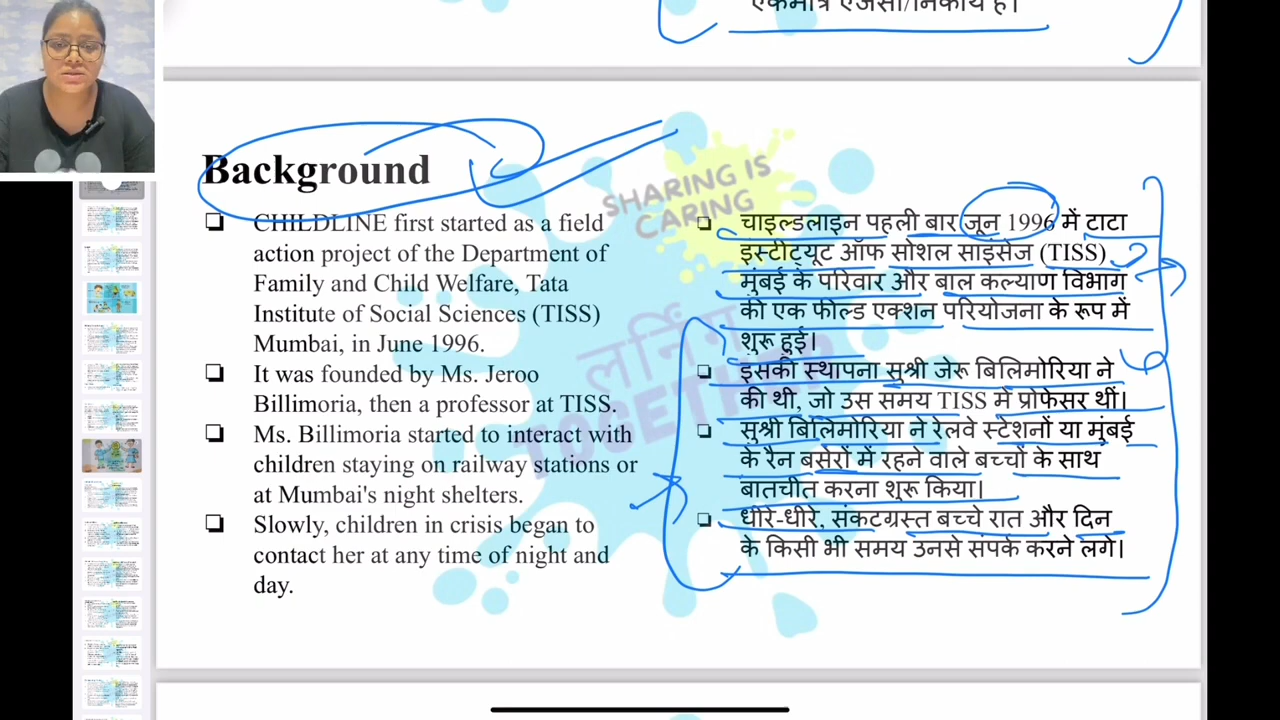 एकमात्र एजेंसी/निकाय है।
Background
❏ CHILDLINE first started as a field
action project of the Department of
Family and Child Welfare, Tata
Institute of Social Sciences (TISS)
Mumbai, in June 1996.
❏ It was founded by Ms. Jeroo
Billimoria, then a professor at TISS.
❏ Ms. Billimoria started to interact with
children staying on railway stations or
at Mumbai's night shelters.
❏ Slowly, children in crisis began to
contact her at any time of night and
day.
SHARING IS
CARING
लर्निंग
TOGETHER
❏ चाइल्डलाइन पहली बार जून 1996 में टाटा
इंस्टीट्यूट ऑफ सोशल साइंसेज (TISS)
मुंबई के परिवार और बाल कल्याण विभाग
की एक फील्ड एक्शन परियोजना के रूप में
शुरू हुई।
❏ इसकी स्थापना सुश्री जेरू बिलिमोरिया ने
की थी, जो उस समय TISS में प्रोफेसर थीं।
❏ सुश्री बिलिमोरिया ने रेलवे स्टेशनों या मुंबई
के रैन बसेरों में रहने वाले बच्चों के साथ
बातचीत करना शुरू किया।
❏ धीरे-धीरे, संकटग्रस्त बच्चे रात और दिन
के किसी भी समय उनसे संपर्क करने लगे।